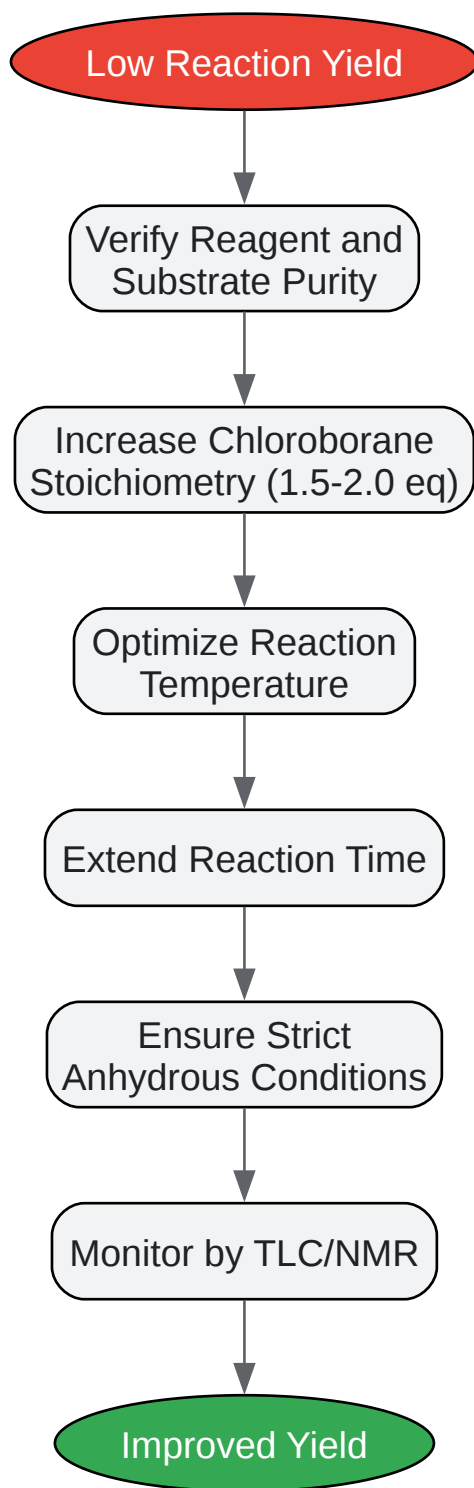 Low Reaction Yield
Verify Reagent and
Substrate Purity
Increase Chloroborane
Stoichiometry (1.5-2.0 eq)
Optimize Reaction
Temperature
Extend Reaction Time
Ensure Strict
Anhydrous Conditions
Monitor by TLC/NMR
Improved Yield